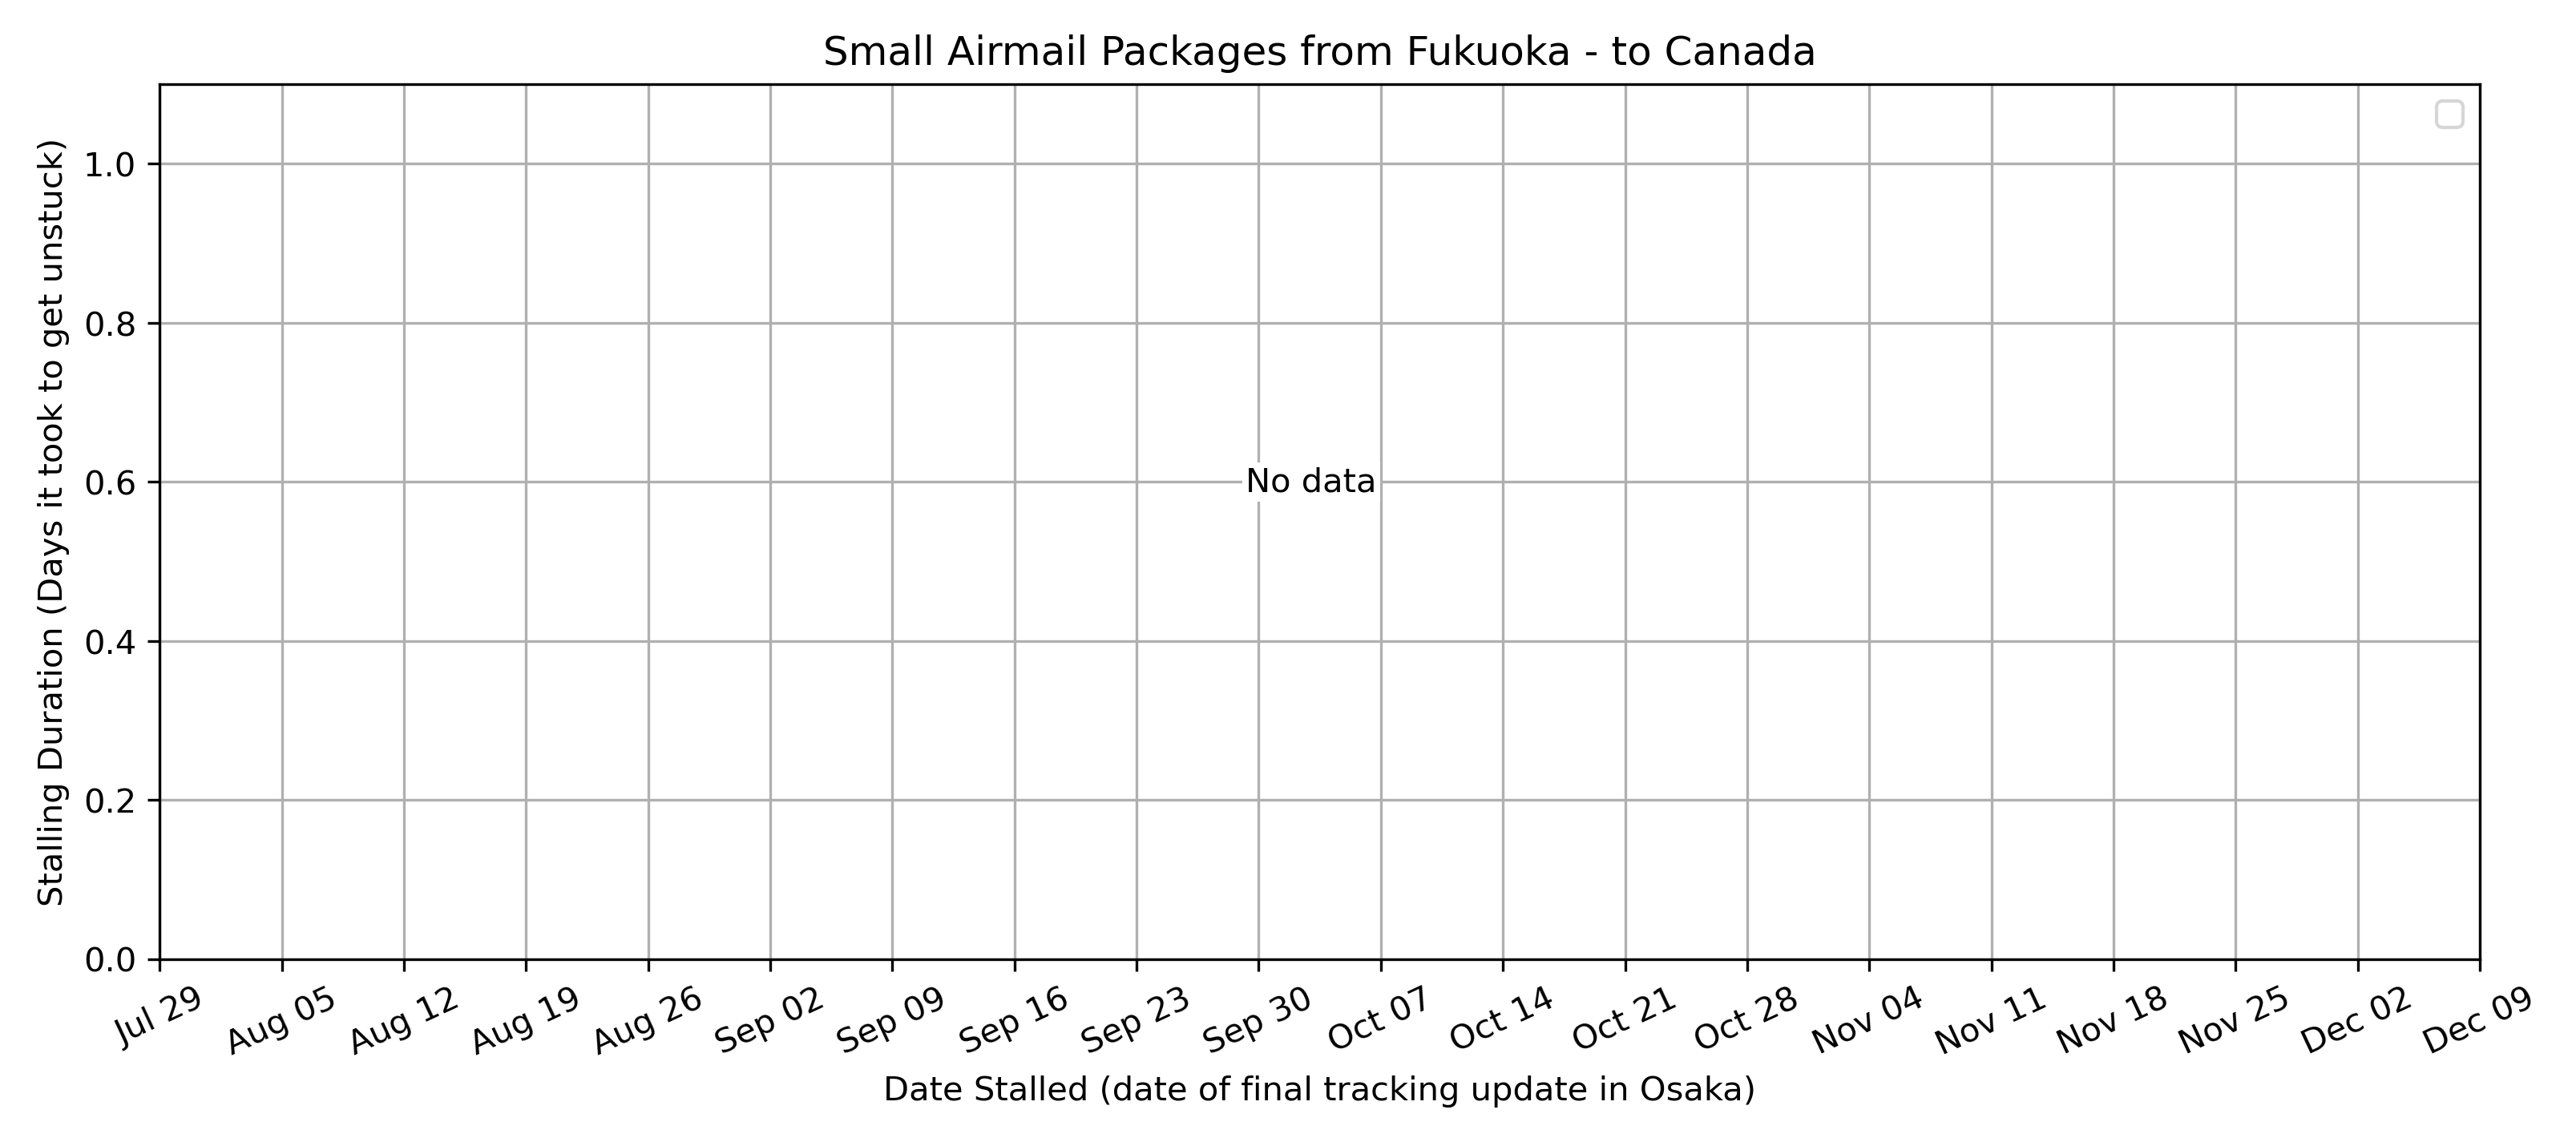 Small Airmail Packages from Fukuoka - to Canada
Stalling Duration (Days it took to get unstuck)
1.0
0.8
0.6
0.4
0.2
0.0
No data
Jul 29
Aug 05
Aug 12
Aug 19
Aug 26
Sep 02
Sep 09
Sep 16
Sep 23
Sep 30
Oct 07
Oct 14
Oct 21
Oct 28
Nov 04
Nov 11
Nov 18
Nov 25
Dec 02
Dec 09
Date Stalled (date of final tracking update in Osaka)